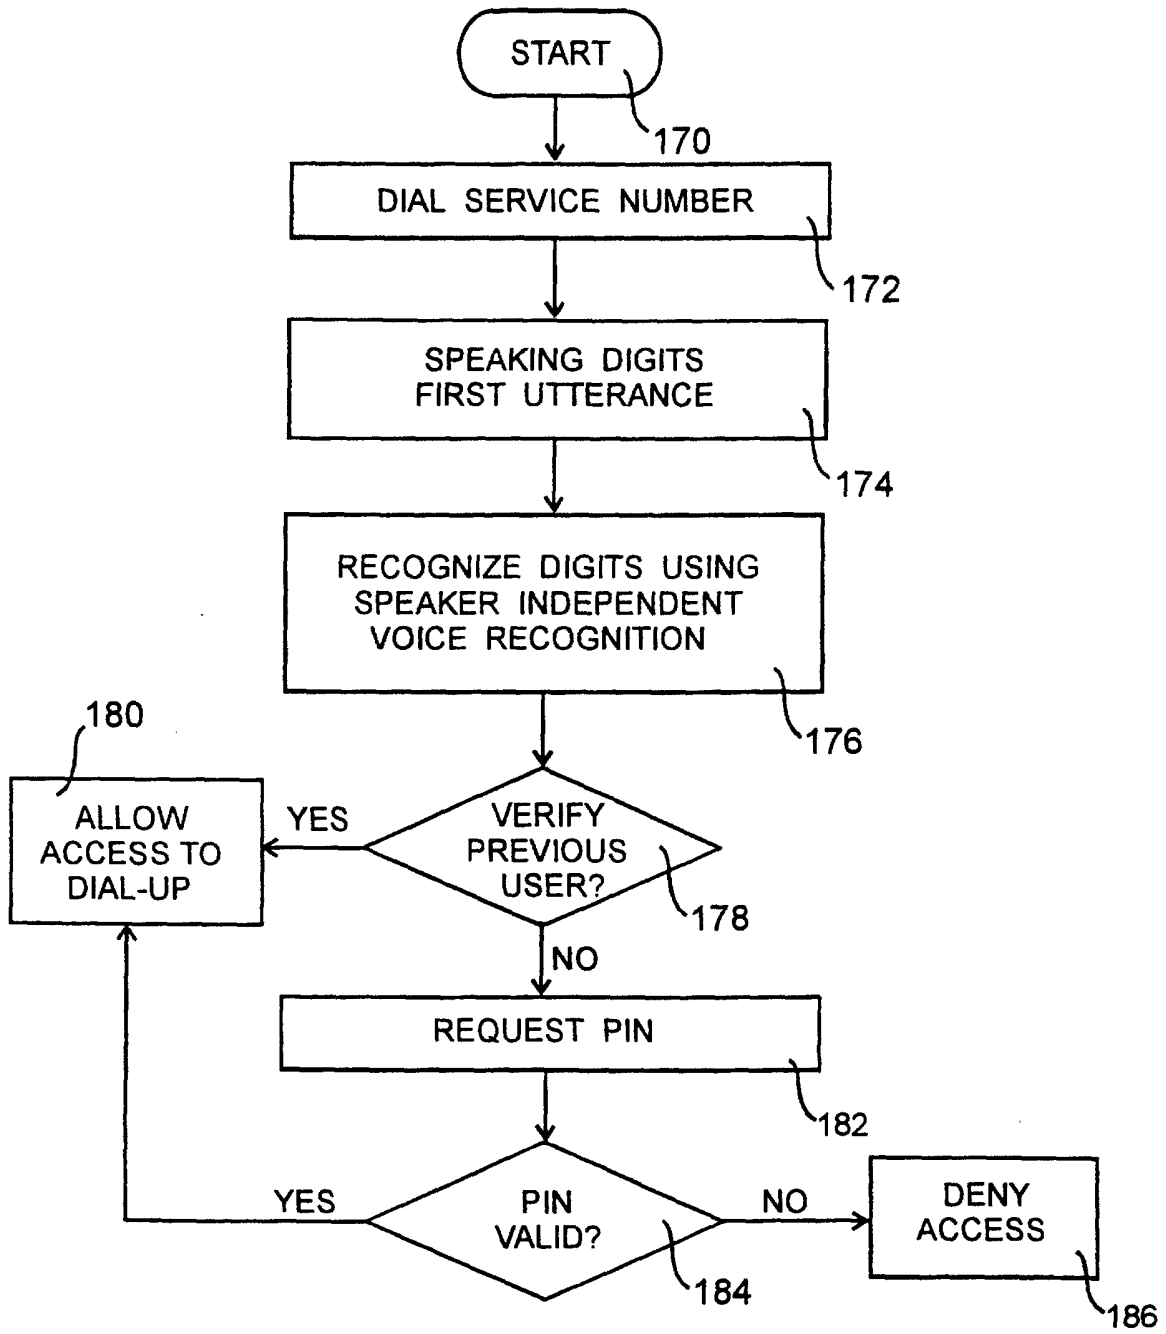 START
170
DIAL SERVICE NUMBER
172
SPEAKING DIGITS
FIRST UTTERANCE
174
RECOGNIZE DIGITS USING
SPEAKER INDEPENDENT
VOICE RECOGNITION
176
180
ALLOW
ACCESS TO
DIAL-UP
YES
VERIFY
PREVIOUS
USER?
178
NO
REQUEST PIN
182
YES
PIN
VALID?
184
NO
DENY
ACCESS
186